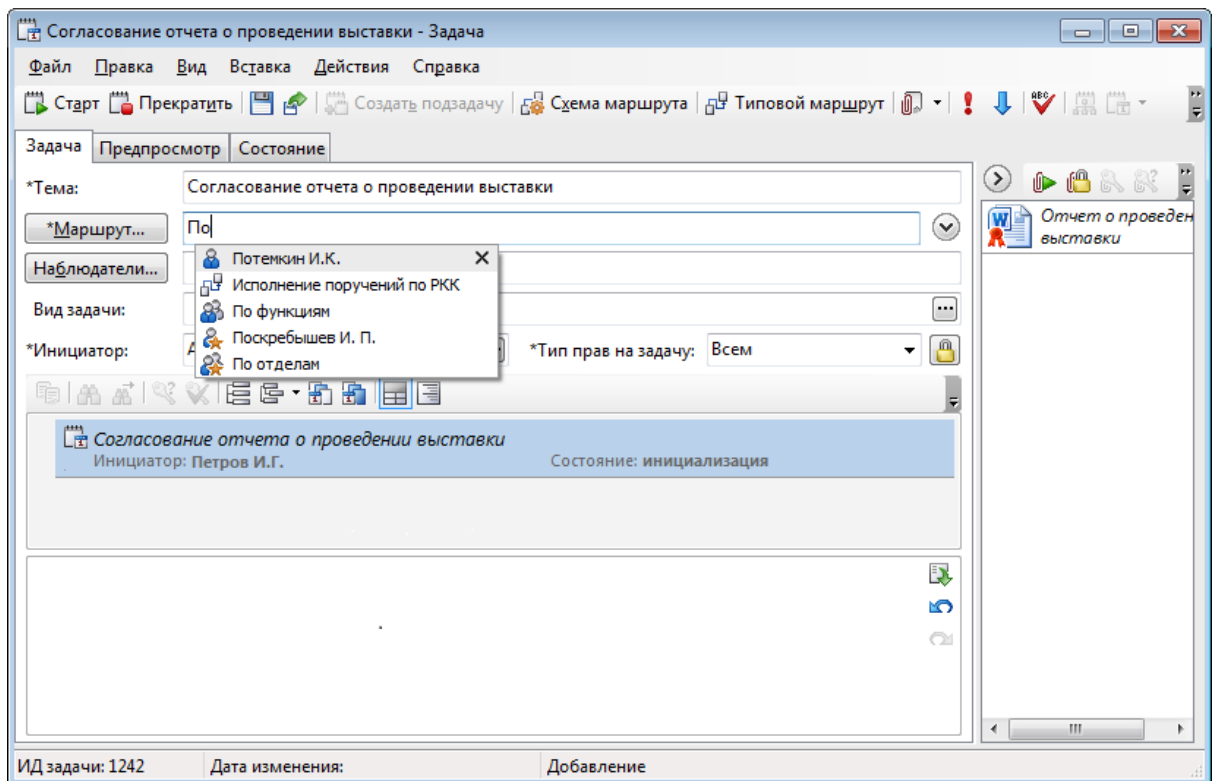 Согласование отчета о проведении выставки - Задача
Файл Правка Вид Вставка Действия Справка
Старт Прекратить Создать подзадачу Схема маршрута Типовой маршрут
Задача Предпросмотр Состояние
*Тема: Согласование отчета о проведении выставки
*Маршрут... По
Наблюдатели...
Потемкин И.К.
Исполнение поручений по РКК
По функциям
Поскребышев И. П.
По отделам
Вид задачи:
*Инициатор: *Тип прав на задачу: Всем
Согласование отчета о проведении выставки
Инициатор: Петров И.Г. Состояние: инициализация
Отчет о проведен
выставки
ИД задачи: 1242 Дата изменения: Добавление